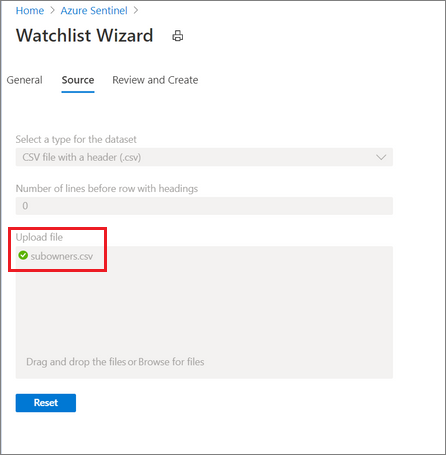 Home > Azure Sentinel >
Watchlist Wizard
General Source Review and Create
Select a type for the dataset
CSV file with a header (.csv)
Number of lines before row with headings
0
Upload file
subowners.csv
Drag and drop the files or Browse for files
Reset